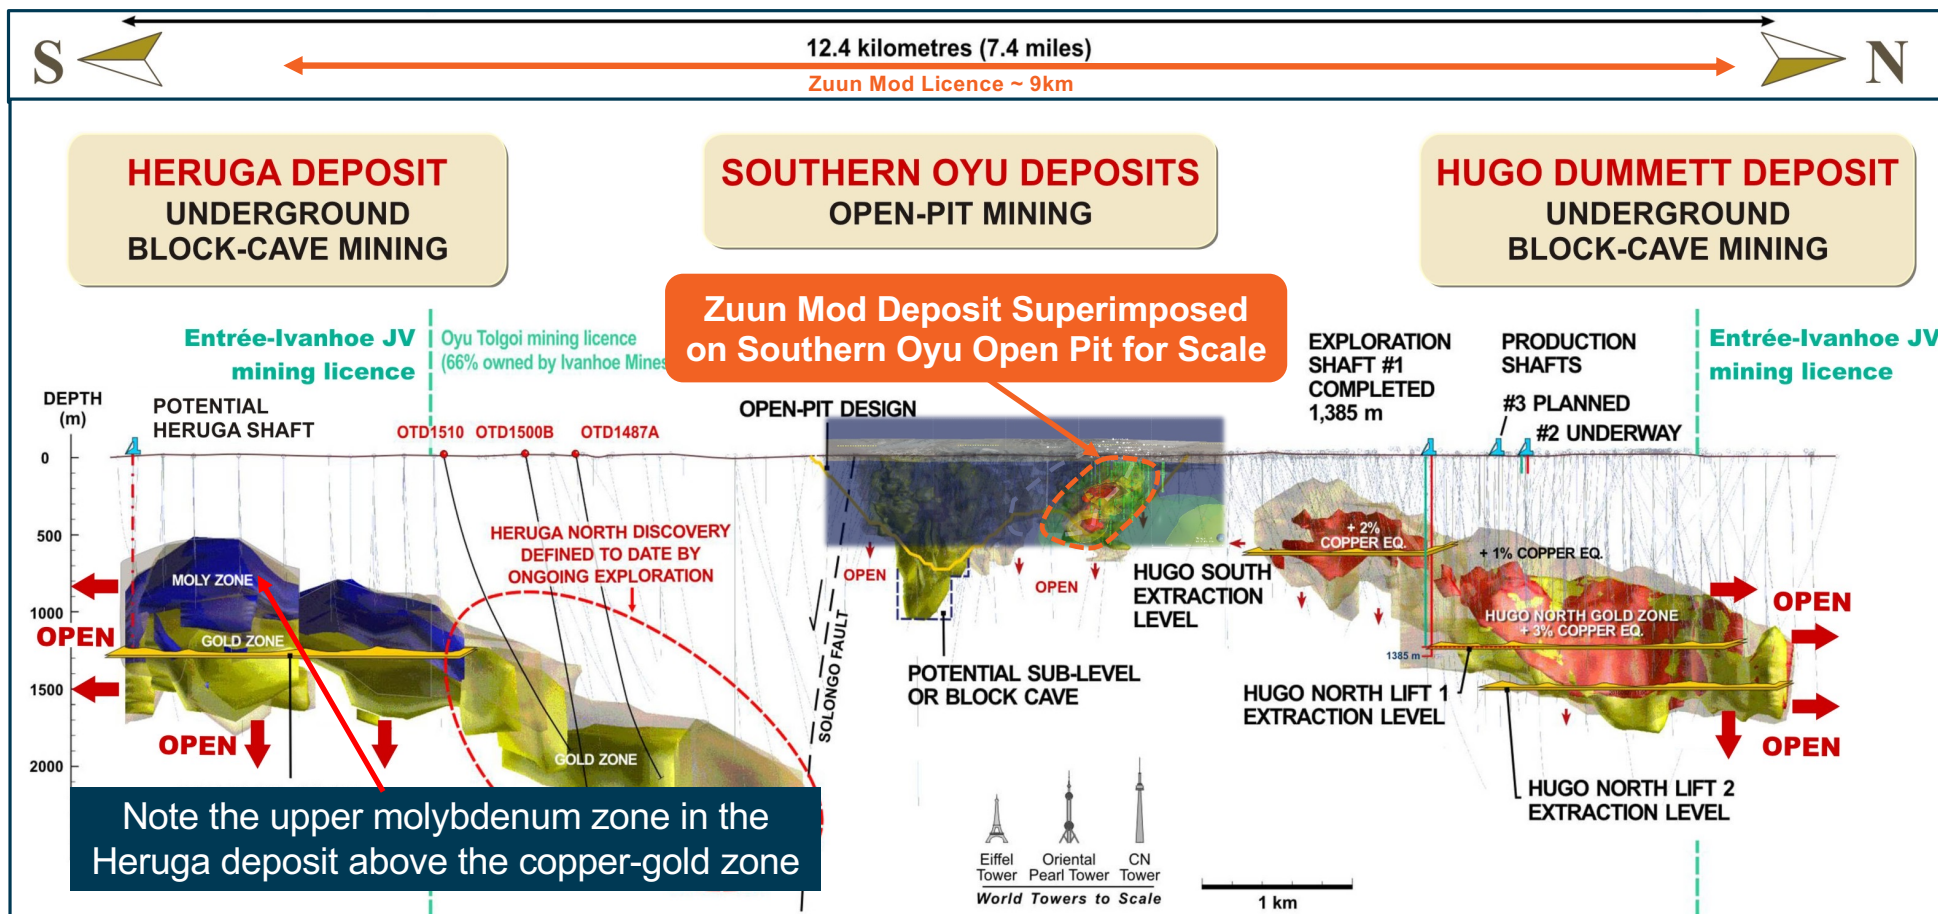 S
12.4 kilometres (7.4 miles)
Zuun Mod Licence ~ 9km
N
HERUGA DEPOSIT
UNDERGROUND
BLOCK-CAVE MINING
SOUTHERN OYU DEPOSITS
OPEN-PIT MINING
HUGO DUMMETT DEPOSIT
UNDERGROUND
BLOCK-CAVE MINING
Zuun Mod Deposit Superimposed
on Southern Oyu Open Pit for Scale
Entrée-Ivanhoe JV
mining licence
Oyu Tolgoi mining licence
(66% owned by Ivanhoe Mines
EXPLORATION
SHAFT #1
COMPLETED
1,385 m
PRODUCTION
SHAFTS
#3 PLANNED
#2 UNDERWAY
Entrée-Ivanhoe JV
mining licence
DEPTH
(m)
0
500
1000
1500
2000
POTENTIAL
HERUGA SHAFT
OTD1510
OTD1500B
OTD1487A
OPEN-PIT DESIGN
HERUGA NORTH DISCOVERY
DEFINED TO DATE BY
ONGOING EXPLORATION
MOLY ZONE
GOLD ZONE
OPEN
OPEN
GOLD ZONE
SOLONGO FAULT
OPEN
OPEN
POTENTIAL SUB-LEVEL
OR BLOCK CAVE
HUGO SOUTH
EXTRACTION
LEVEL
+ 2%
COPPER EQ.
+ 1% COPPER EQ.
HUGO NORTH GOLD ZONE
+ 3% COPPER EQ.
1385 m
OPEN
OPEN
HUGO NORTH LIFT 1
EXTRACTION LEVEL
HUGO NORTH LIFT 2
EXTRACTION LEVEL
Note the upper molybdenum zone in the
Heruga deposit above the copper-gold zone
Eiffel
Tower
Oriental
Pearl Tower
CN
Tower
World Towers to Scale
1 km